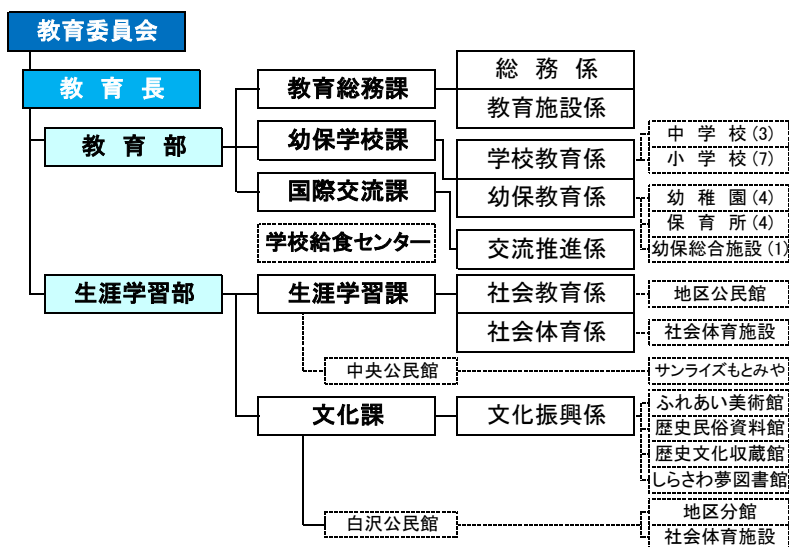 教育委員会
教 育 長
教 育 部
教育総務課
総 務 係
教育施設係
幼保学校課
学校教育係
中 学 校 (3)
小 学 校 (7)
幼保教育係
幼 稚 園 (4)
保 育 所 (4)
幼保総合施設 (1)
国際交流課
交流推進係
学校給食センター
生涯学習部
生涯学習課
社会教育係
地区公民館
社会体育係
社会体育施設
中央公民館
サンライズもとみや
文化課
文化振興係
ふれあい美術館
歴史民俗資料館
歴史文化収蔵館
しらさわ夢図書館
白沢公民館
地区分館
社会体育施設